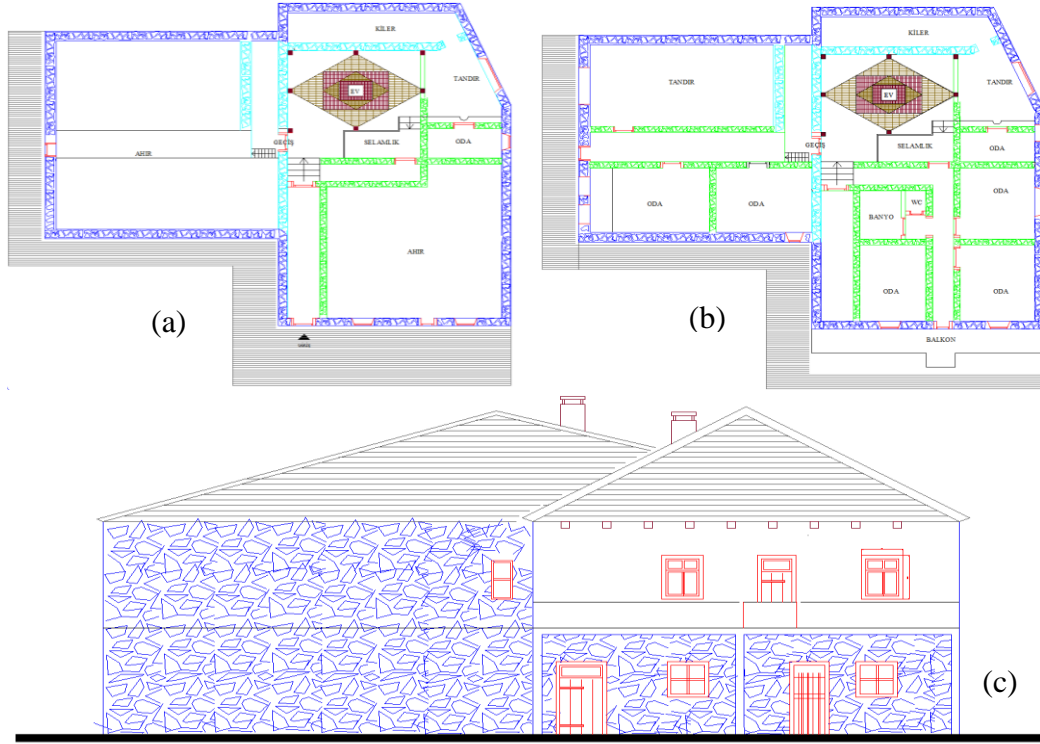 KİLER
TANDIR
EV
GEÇİŞ
SELAMLIK
ODA
AHIR
AHIR
(a)
KİLER
TANDIR
TANDIR
EV
GEÇİŞ
SELAMLIK
ODA
ODA
ODA
ODA
BANYO
WC
ODA
ODA
BALKON
(b)
(c)